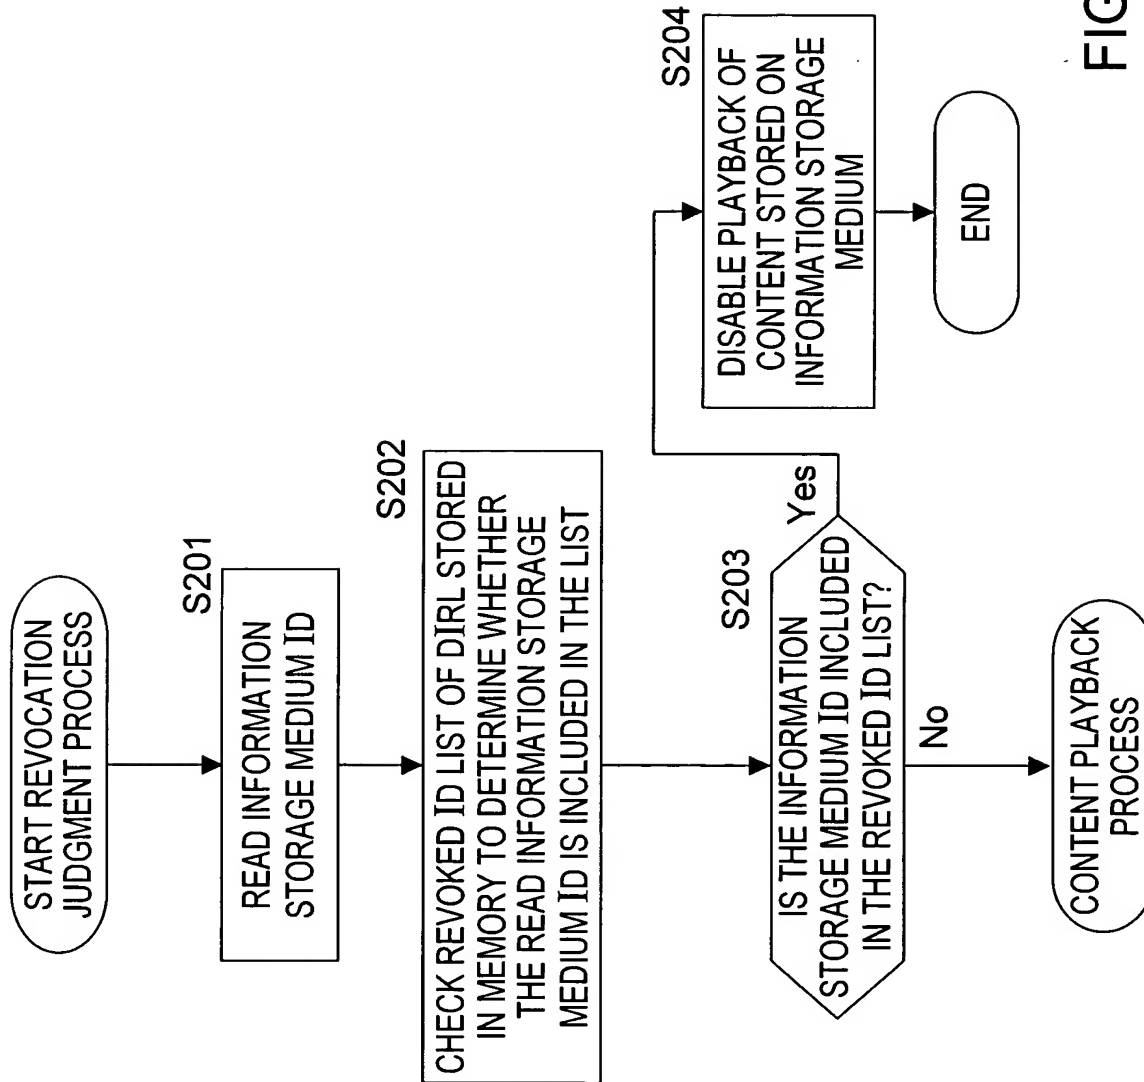 START REVOCATION
JUDGMENT PROCESS
S201
READ INFORMATION
STORAGE MEDIUM ID
S202
CHECK REVOKED ID LIST OF DIRL STORED
IN MEMORY TO DETERMINE WHETHER
THE READ INFORMATION STORAGE
MEDIUM ID IS INCLUDED IN THE LIST
S203
IS THE INFORMATION
STORAGE MEDIUM ID INCLUDED
IN THE REVOKED ID LIST?
Yes
No
S204
DISABLE PLAYBACK OF
CONTENT STORED ON
INFORMATION STORAGE
MEDIUM
END
CONTENT PLAYBACK
PROCESS
FIG